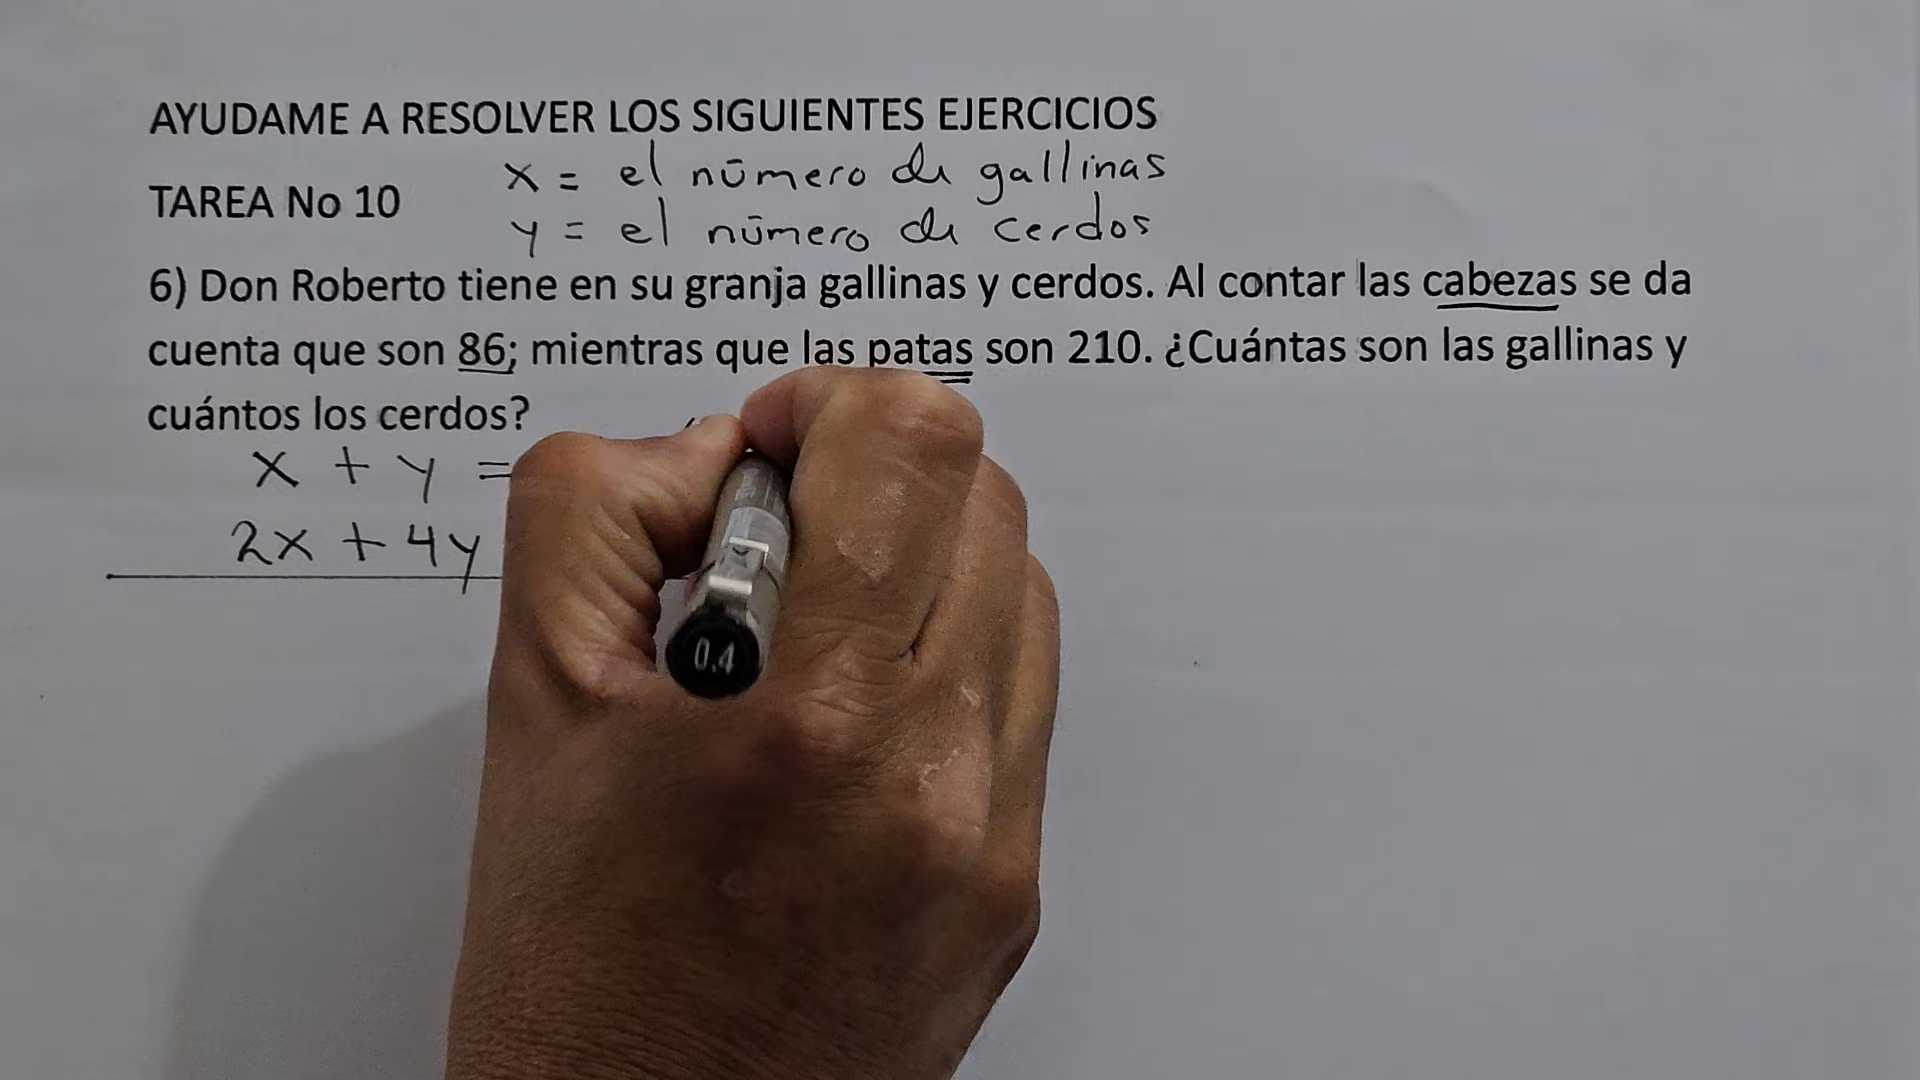 AYUDAME A RESOLVER LOS SIGUIENTES EJERCICIOS
x = el número de gallinas
TAREA No 10
y = el número de cerdos
6) Don Roberto tiene en su granja gallinas y cerdos. Al contar las cabezas se da
cuenta que son 86; mientras que las patas son 210. ¿Cuántas son las gallinas y
cuántos los cerdos?
x + y =
2x + 4y
0.4